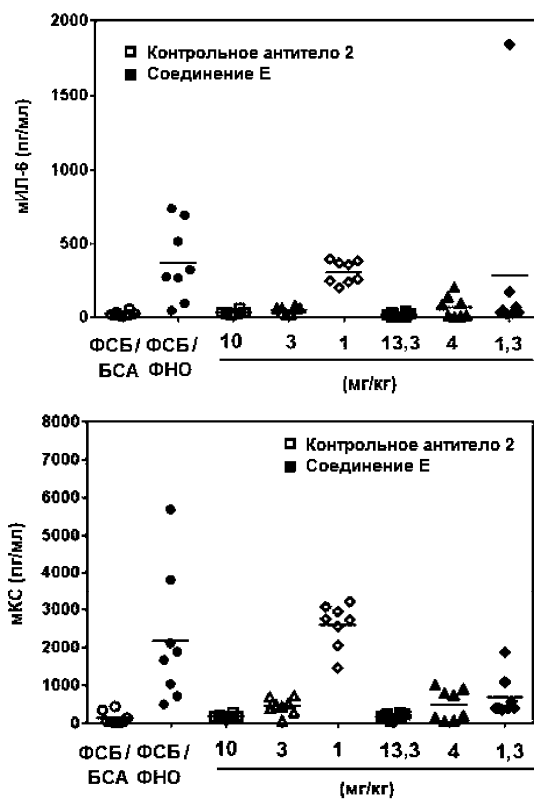 2000
1500
1000
500
0
мИЛ-6 (пг/мл)
Контрольное антитело 2
Соединение Е
ФСБ/ ФСБ/ 10 3 1 13,3 4 1,3
БСА ФНО
(мг/кг)
8000
7000
6000
5000
4000
3000
2000
1000
0
мКС (пг/мл)
Контрольное антитело 2
Соединение Е
ФСБ/ ФСБ/ 10 3 1 13,3 4 1,3
БСА ФНО
(мг/кг)